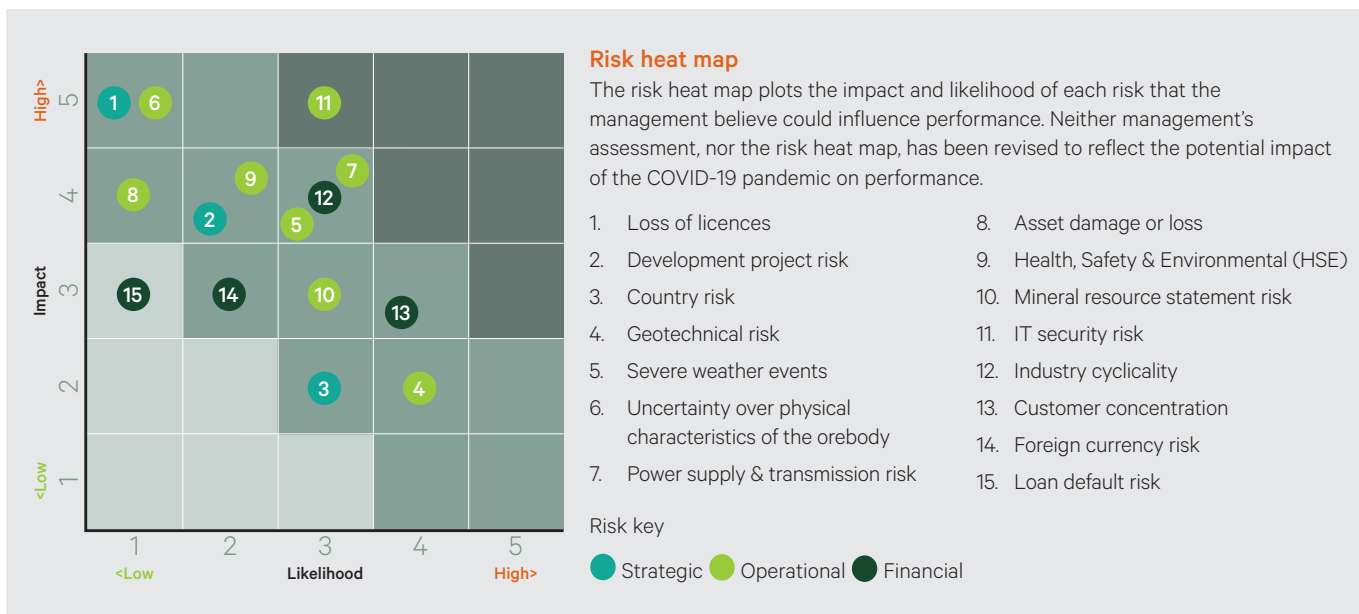 Risk heat map
The risk heat map plots the impact and likelihood of each risk that the
management believe could influence performance. Neither management’s
assessment, nor the risk heat map, has been revised to reflect the potential impact
of the COVID-19 pandemic on performance.
1. Loss of licences
2. Development project risk
3. Country risk
4. Geotechnical risk
5. Severe weather events
6. Uncertainty over physical
characteristics of the orebody
7. Power supply & transmission risk
8. Asset damage or loss
9. Health, Safety & Environmental (HSE)
10. Mineral resource statement risk
11. IT security risk
12. Industry cyclicality
13. Customer concentration
14. Foreign currency risk
15. Loan default risk
Risk key
Strategic Operational Financial
High>
Impact
<Low
5
4
3
2
1
1 6 11
8 2 9 5 12 7
15 14 10 13
3 4
1 2 3 4 5
<Low Likelihood High>